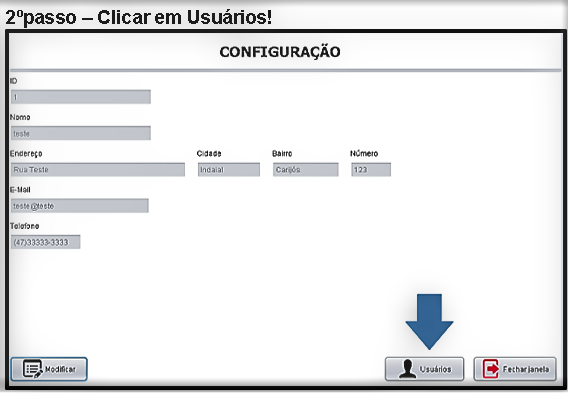 2ºpasso – Clicar em Usuários!
CONFIGURAÇÃO
ID
1
Nome
teste
Endereço Cidade Bairro Número
Rua Teste Indaial Carijós 123
E-Mail
teste@teste
Telefone
(47)33333-3333
Modificar Usuários Fechar janela